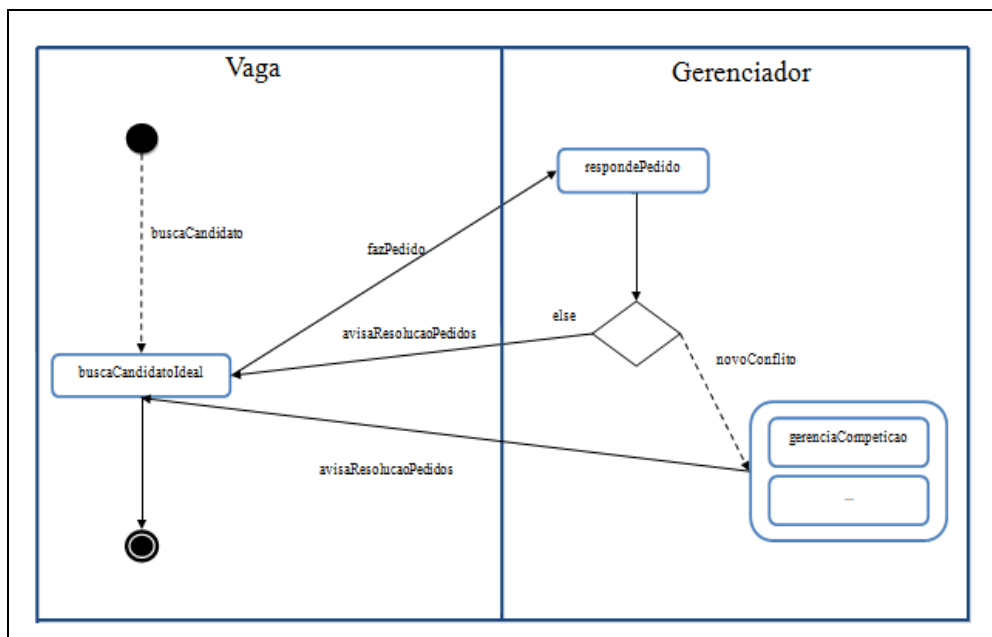 Vaga
Gerenciador
respondePedido
buscaCandidato
fazPedido
else
avisaResolucaoPedidos
novoConflito
buscaCandidatoIdeal
gerenciaCompeticao
avisaResolucaoPedidos
...